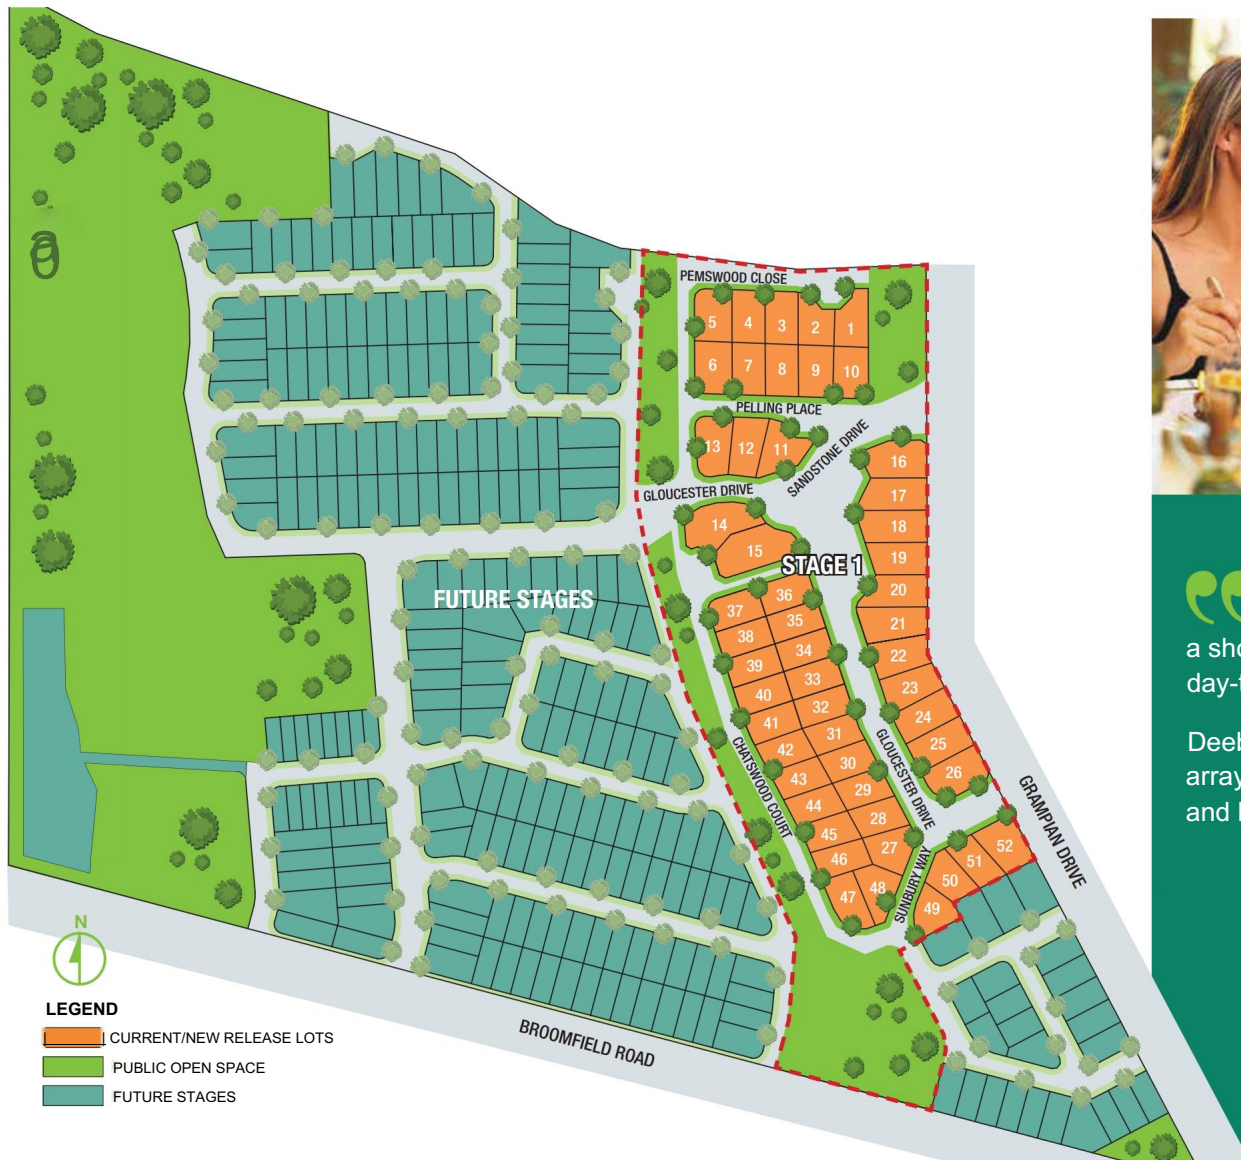 PEMSWOOD CLOSE
5 4 3 2 1
6 7 8 9 10
PELLING PLACE
13 12 11
SANDSTONE DRIVE
GLOUCESTER DRIVE
14
15
STAGE 1
16
17
18
19
20
21
22
23
24
25
26
37 36
38 35
39 34
40 33
41 32
42 31
43 30
44 29
45 28
46 27
47 48
CHATSWOOD COURT
GLOUCESTER DRIVE
SUNBURY WAY
GRAMPIAN DRIVE
52
51
50
49
FUTURE STAGES
BROOMFIELD ROAD
N
LEGEND
CURRENT/NEW RELEASE LOTS
PUBLIC OPEN SPACE
FUTURE STAGES
a
Deeb
array
and